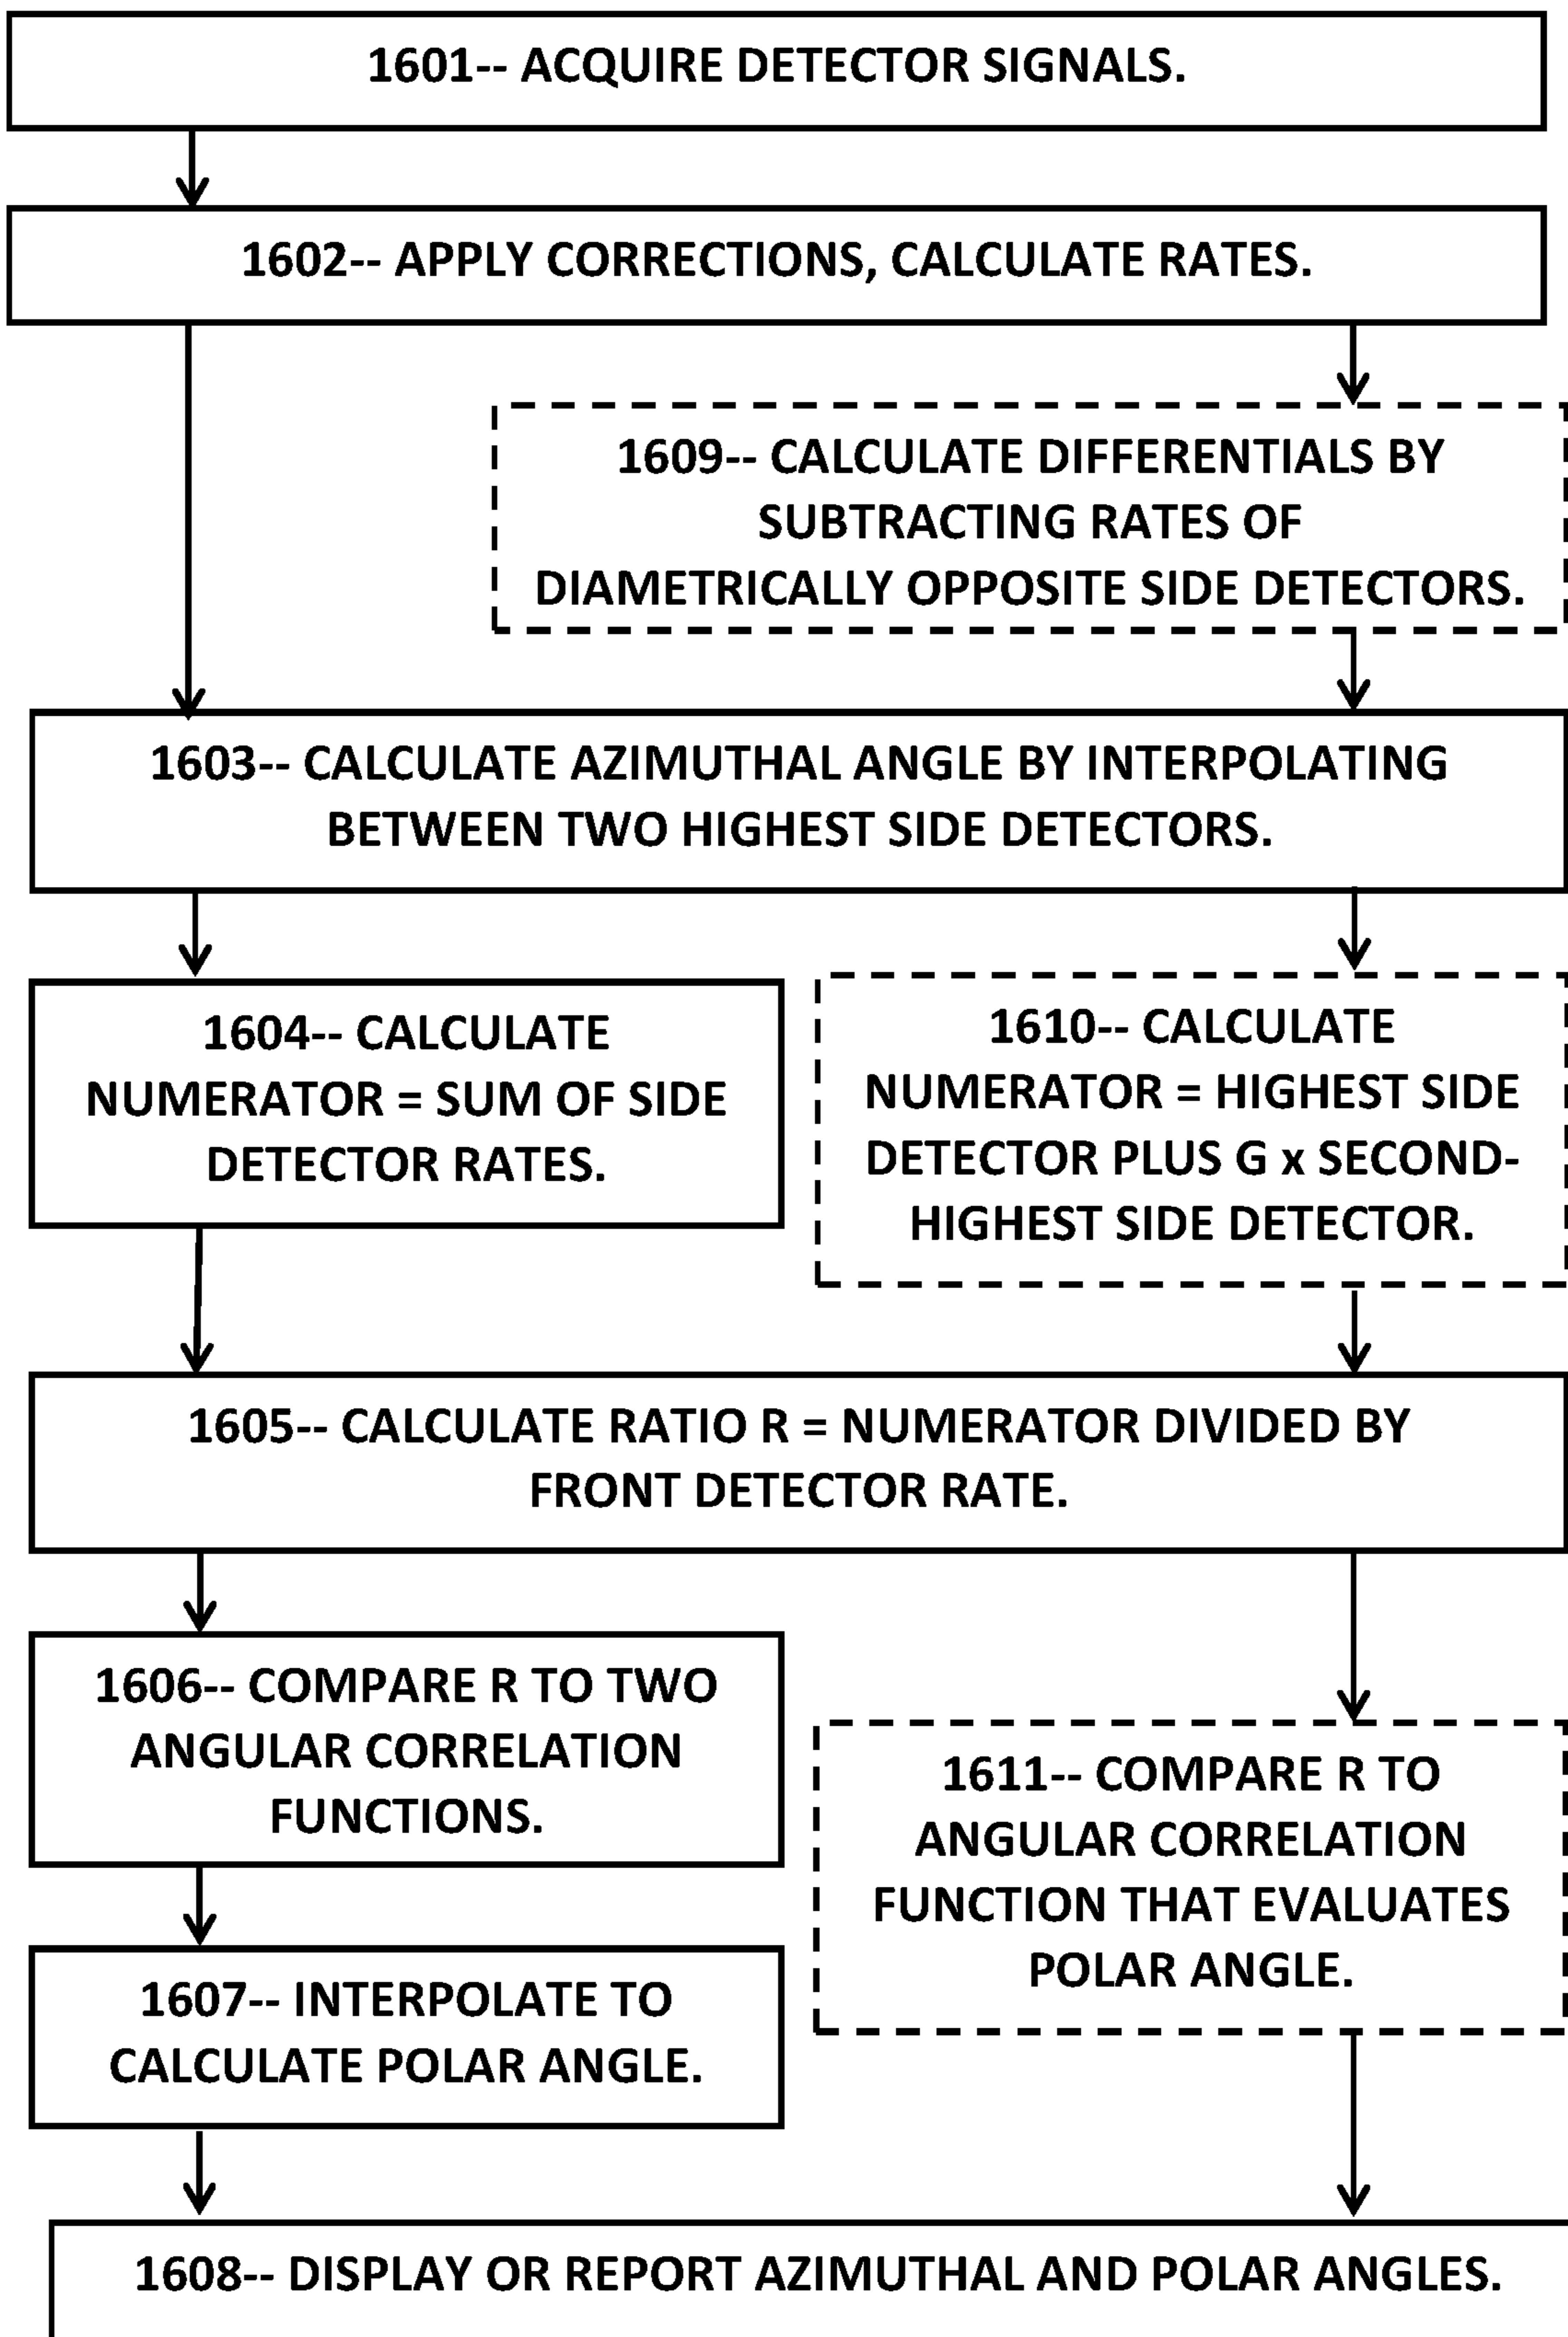 1601-- ACQUIRE DETECTOR SIGNALS.
1602-- APPLY CORRECTIONS, CALCULATE RATES.
1609-- CALCULATE DIFFERENTIALS BY
SUBTRACTING RATES OF
DIAMETRICALLY OPPOSITE SIDE DETECTORS.
1603-- CALCULATE AZIMUTHAL ANGLE BY INTERPOLATING
BETWEEN TWO HIGHEST SIDE DETECTORS.
1604-- CALCULATE
NUMERATOR = SUM OF SIDE
DETECTOR RATES.
1610-- CALCULATE
NUMERATOR = HIGHEST SIDE
DETECTOR PLUS G x SECOND-
HIGHEST SIDE DETECTOR.
1605-- CALCULATE RATIO R = NUMERATOR DIVIDED BY
FRONT DETECTOR RATE.
1606-- COMPARE R TO TWO
ANGULAR CORRELATION
FUNCTIONS.
1611-- COMPARE R TO
ANGULAR CORRELATION
FUNCTION THAT EVALUATES
POLAR ANGLE.
1607-- INTERPOLATE TO
CALCULATE POLAR ANGLE.
1608-- DISPLAY OR REPORT AZIMUTHAL AND POLAR ANGLES.